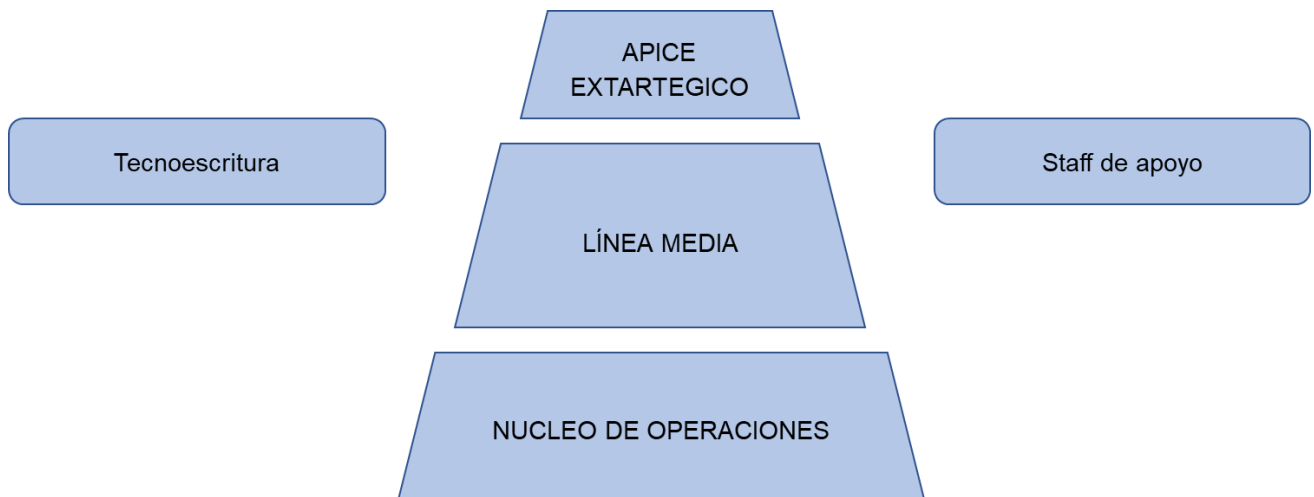 APICE
EXTARTEGICO
Tecnoescritura
Staff de apoyo
LÍNEA MEDIA
NUCLEO DE OPERACIONES